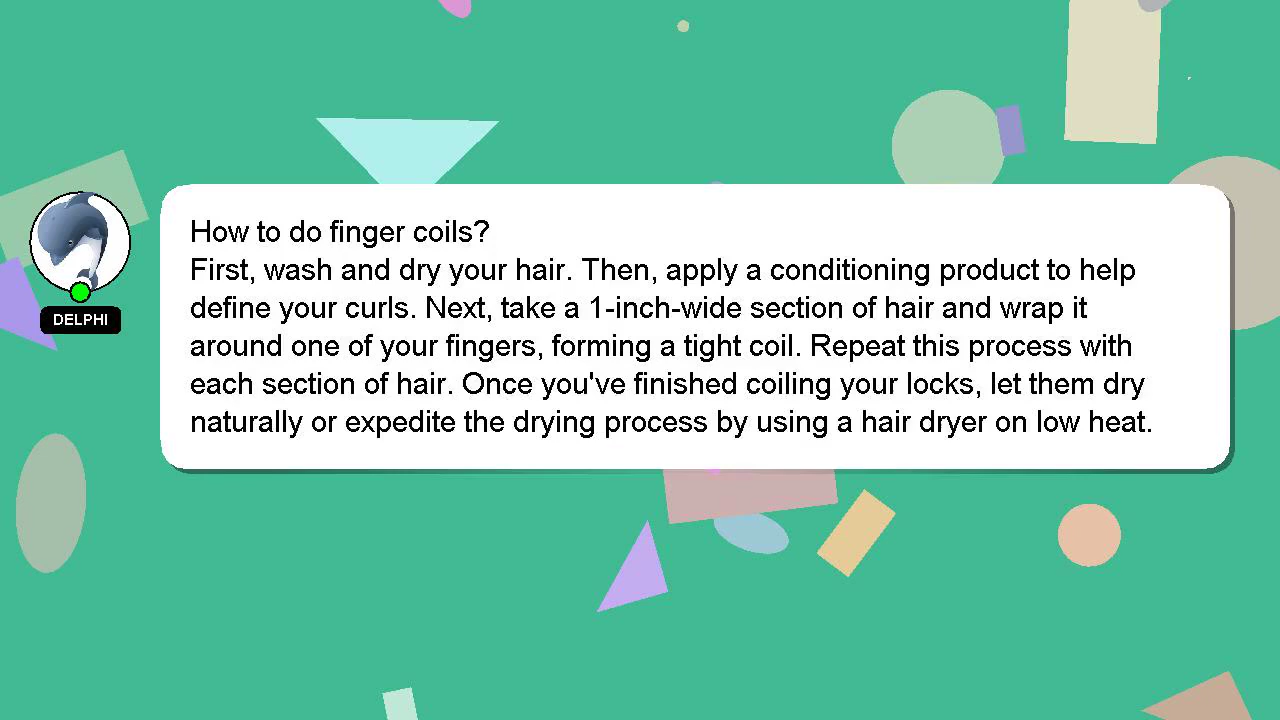 How to do finger coils?
First, wash and dry your hair. Then, apply a conditioning product to help
define your curls. Next, take a 1-inch-wide section of hair and wrap it
around one of your fingers, forming a tight coil. Repeat this process with
each section of hair. Once you've finished coiling your locks, let them dry
naturally or expedite the drying process by using a hair dryer on low heat.
DELPHI